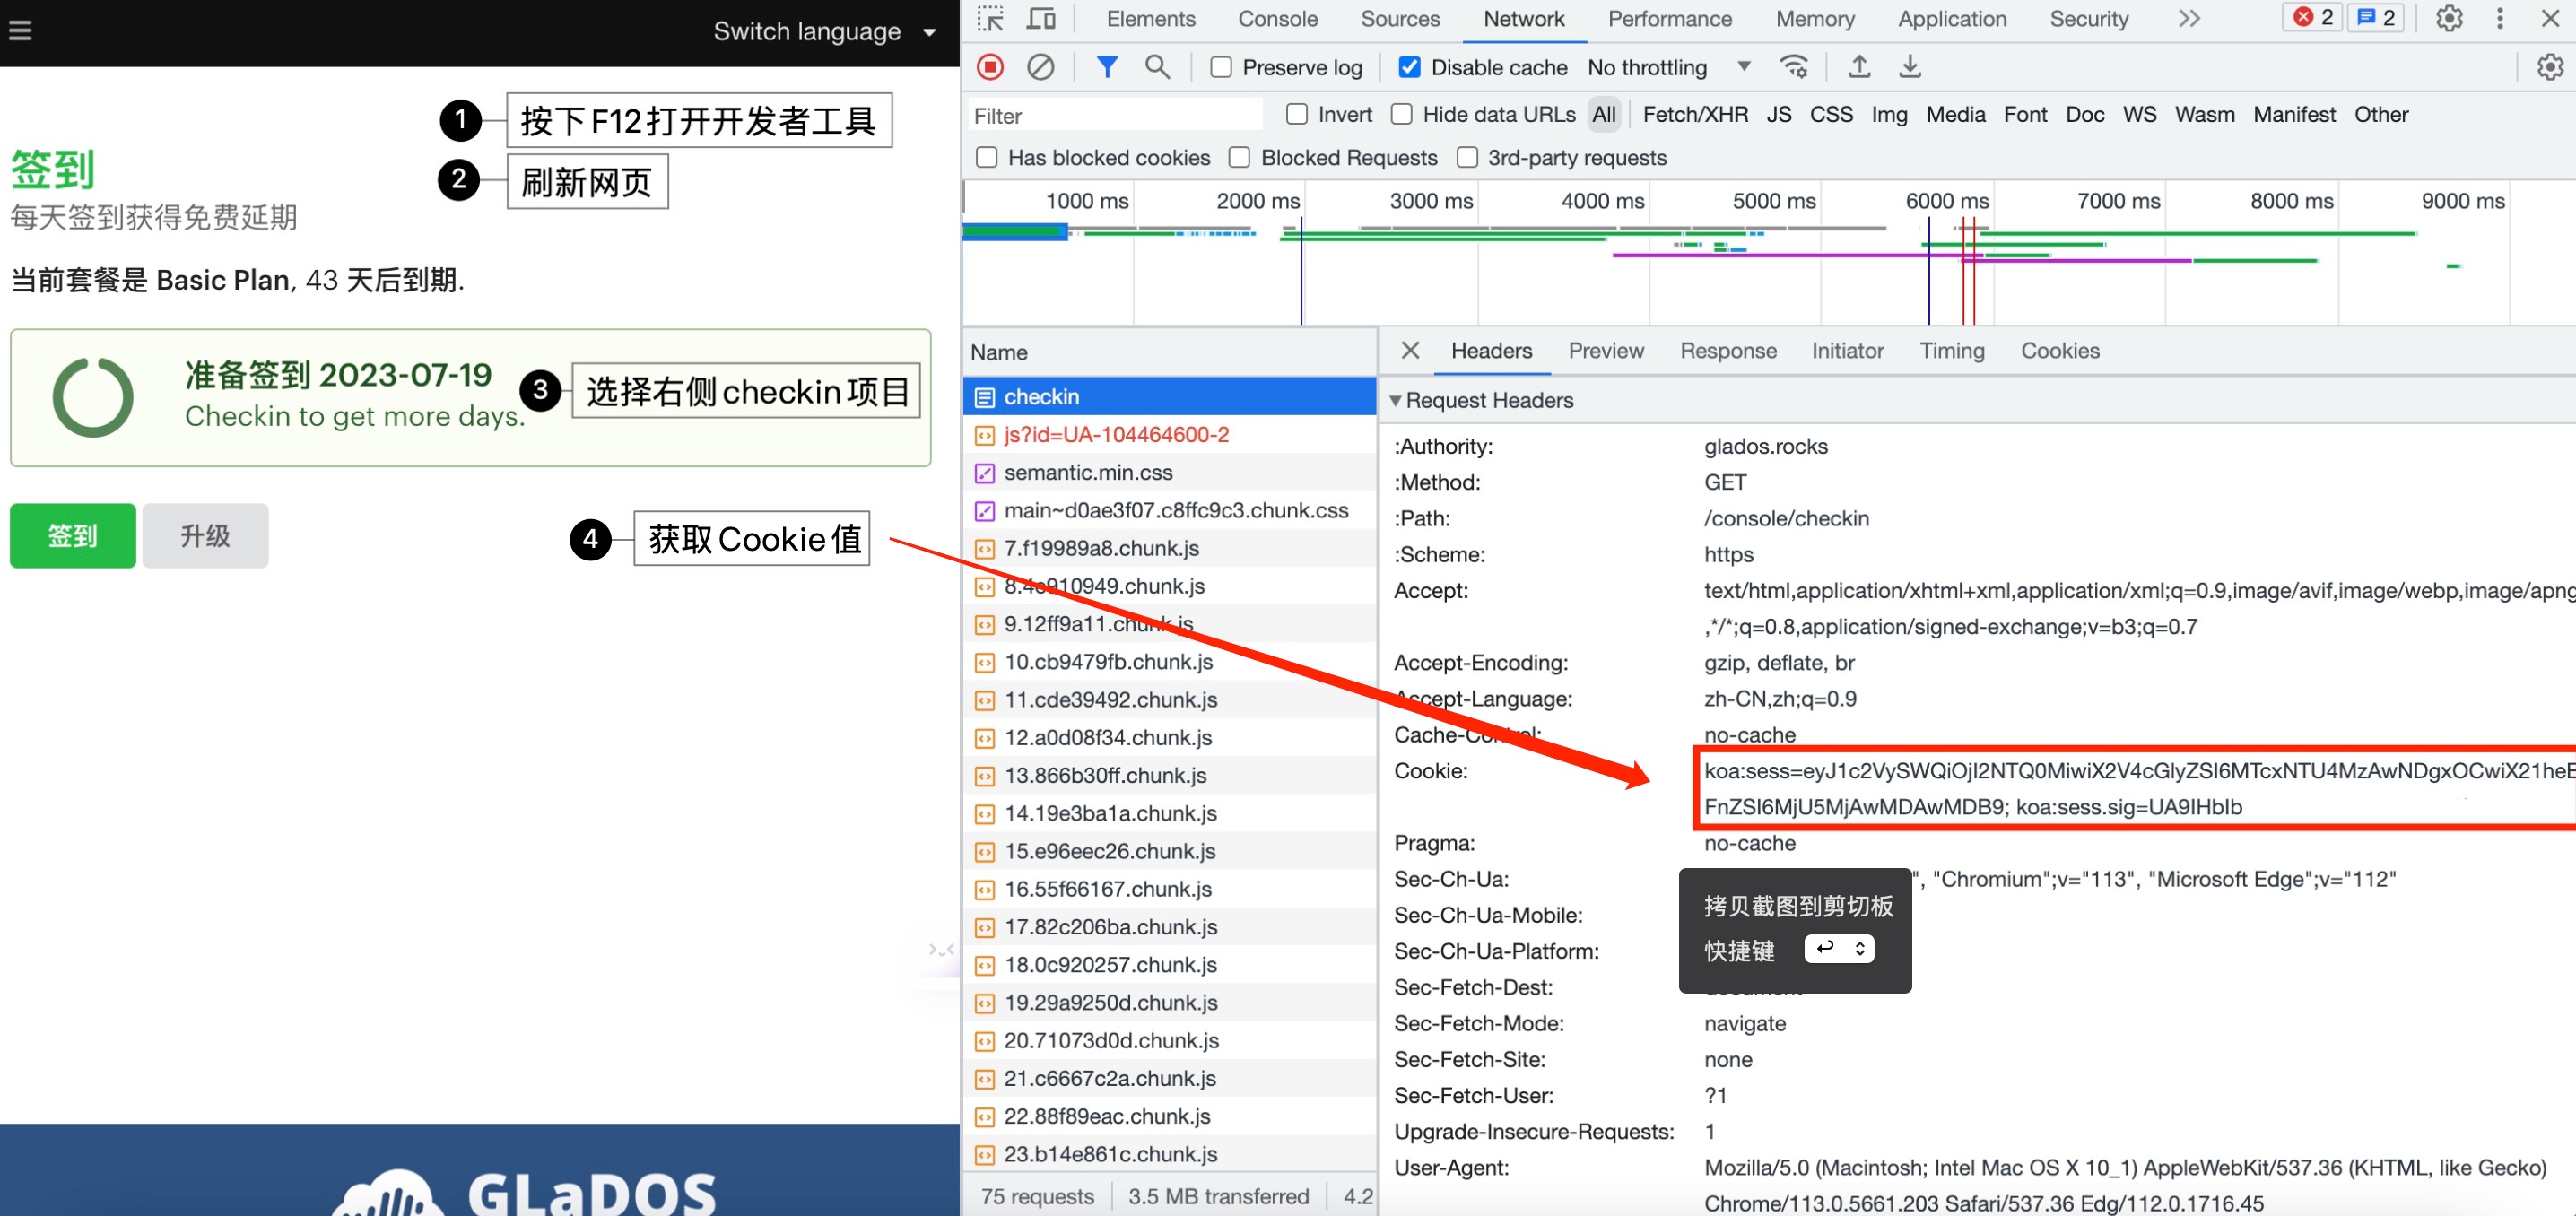 Switch language
1 按下F12打开开发者工具
签到
2 刷新网页
每天签到获得免费延期
当前套餐是 Basic Plan, 43 天后到期.
准备签到 2023-07-19
Checkin to get more days.
3 选择右侧checkin项目
签到 升级
4 获取Cookie值
GLaDOS
Elements Console Sources Network Performance Memory Application Security 2 2
Preserve log Disable cache No throttling
Filter Invert Hide data URLs All Fetch/XHR JS CSS Img Media Font Doc WS Wasm Manifest Other
Has blocked cookies Blocked Requests 3rd-party requests
1000 ms 2000 ms 3000 ms 4000 ms 5000 ms 6000 ms 7000 ms 8000 ms 9000 ms
Name
checkin
js?id=UA-104464600-2
semantic.min.css
main~d0ae3f07.c8ffc9c3.chunk.css
7.f19989a8.chunk.js
8.4e910949.chunk.js
9.12ff9a11.chunk.js
10.cb9479fb.chunk.js
11.cde39492.chunk.js
12.a0d08f34.chunk.js
13.866b30ff.chunk.js
14.19e3ba1a.chunk.js
15.e96eec26.chunk.js
16.55f66167.chunk.js
17.82c206ba.chunk.js
18.0c920257.chunk.js
19.29a9250d.chunk.js
20.71073d0d.chunk.js
21.c6667c2a.chunk.js
22.88f89eac.chunk.js
23.b14e861c.chunk.js
75 requests 3.5 MB transferred 4.2
Headers Preview Response Initiator Timing Cookies
Request Headers
:Authority: glados.rocks
:Method: GET
:Path: /console/checkin
:Scheme: https
Accept: text/html,application/xhtml+xml,application/xml;q=0.9,image/avif,image/webp,image/apng
,*/*;q=0.8,application/signed-exchange;v=b3;q=0.7
Accept-Encoding: gzip, deflate, br
Accept-Language: zh-CN,zh;q=0.9
Cache-Control: no-cache
Cookie: koa:sess=eyJ1c2VySWQiOjI2NTQ0MiwiX2V4cGlyZSI6MTcxNTU4MzAwNDgxOCwiX21heE
FnZSI6MjU5MjAwMDAwMDB9; koa:sess.sig=UA9IHbIb
Pragma: no-cache
Sec-Ch-Ua: ", "Chromium";v="113", "Microsoft Edge";v="112"
Sec-Ch-Ua-Mobile:
Sec-Ch-Ua-Platform:
拷贝截图到剪切板
快捷键
Sec-Fetch-Dest:
Sec-Fetch-Mode: navigate
Sec-Fetch-Site: none
Sec-Fetch-User: ?1
Upgrade-Insecure-Requests: 1
User-Agent: Mozilla/5.0 (Macintosh; Intel Mac OS X 10_1) AppleWebKit/537.36 (KHTML, like Gecko)
Chrome/113.0.5661.203 Safari/537.36 Edg/112.0.1716.45